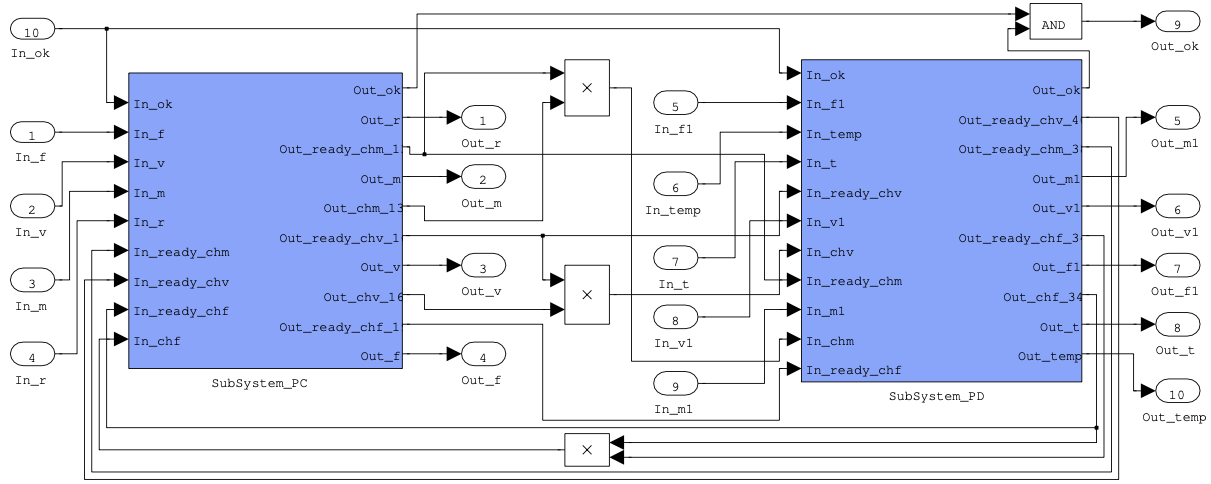 10
In_ok
1
In_f
2
In_v
3
In_m
4
In_r
In_ok
In_f
In_v
In_m
In_r
In_ready_chm
In_ready_chv
In_ready_chf
In_chf
Out_ok
Out_r
Out_ready_chm_1
Out_m
Out_chm_13
Out_ready_chv_1
Out_v
Out_chv_16
Out_ready_chf_1
Out_f
SubSystem_PC
1
Out_r
2
Out_m
3
Out_v
4
Out_f
×
×
×
5
In_f1
6
In_temp
7
In_t
8
In_v1
9
In_m1
In_ok
In_f1
In_temp
In_t
In_ready_chv
In_v1
In_chv
In_ready_chm
In_m1
In_chm
In_ready_chf
Out_ok
Out_ready_chv_4
Out_ready_chm_3
Out_m1
Out_v1
Out_ready_chf_3
Out_f1
Out_chf_34
Out_t
Out_temp
SubSystem_PD
AND
9
Out_ok
5
Out_m1
6
Out_v1
7
Out_f1
8
Out_t
10
Out_temp